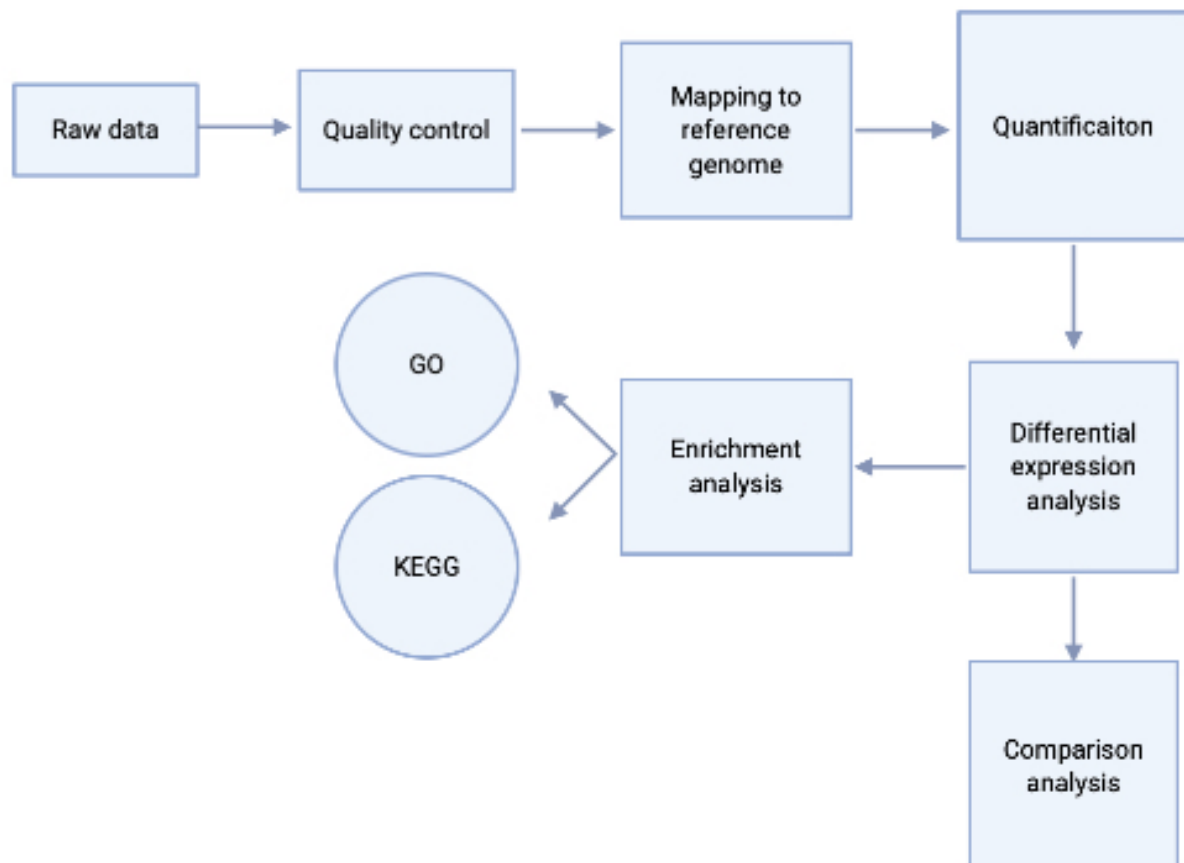 Raw data
Quality control
Mapping to
reference
genome
Quantificaiton
Differential
expression
analysis
Enrichment
analysis
GO
KEGG
Comparison
analysis